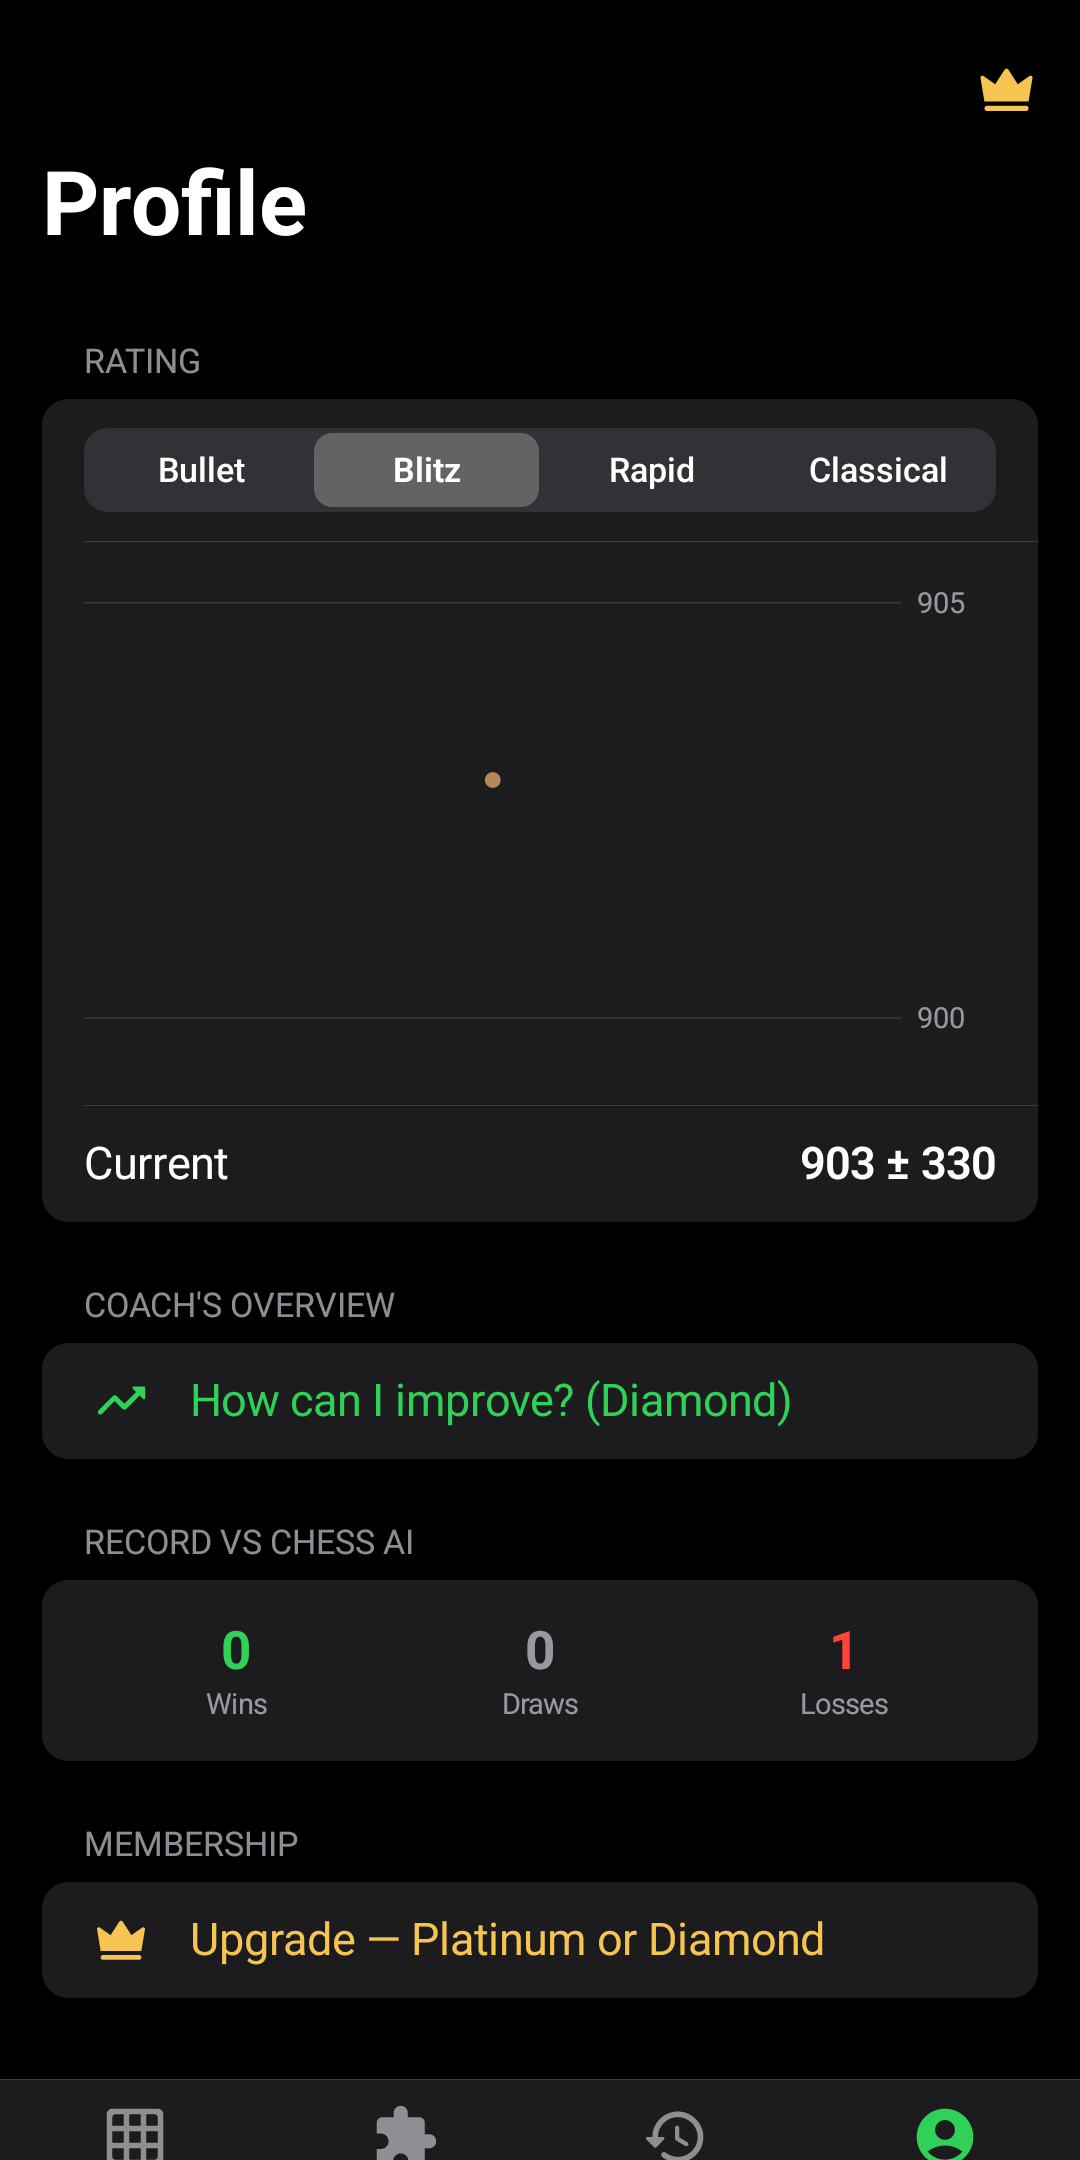 Profile
RATING
Bullet Blitz Rapid Classical
905
900
Current 903 ± 330
COACH'S OVERVIEW
How can I improve? (Diamond)
RECORD VS CHESS AI
0 0 1
Wins Draws Losses
MEMBERSHIP
Upgrade — Platinum or Diamond